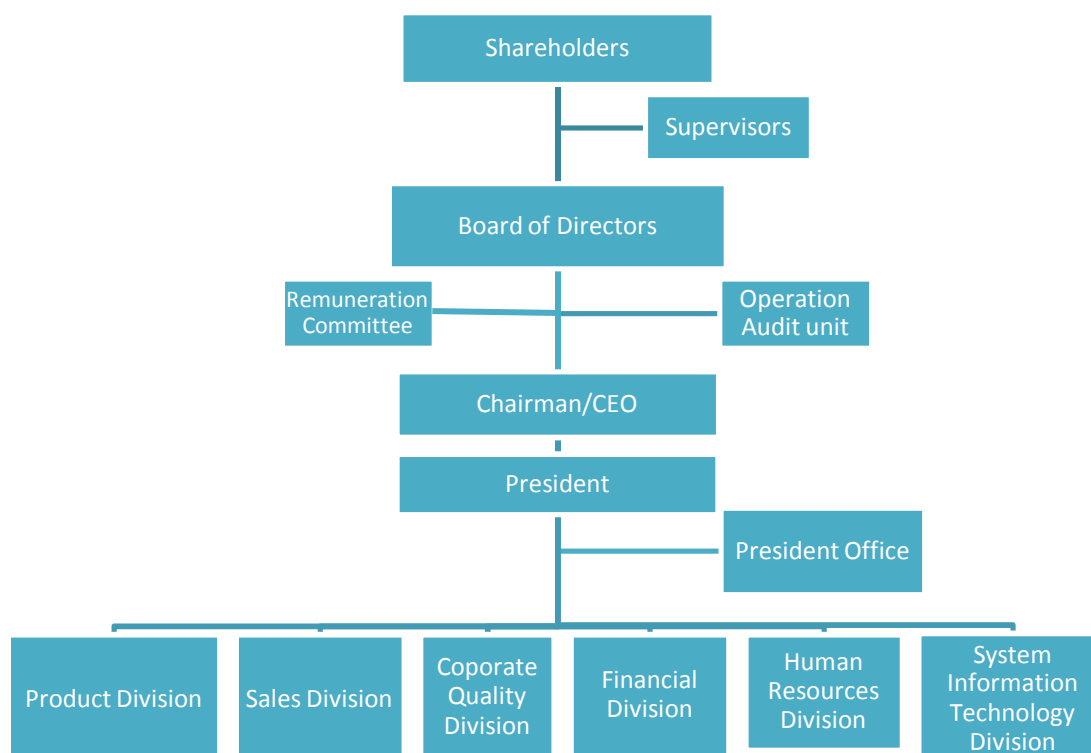 Shareholders
Supervisors
Board of Directors
Remuneration
Committee
Operation
Audit unit
Chairman/CEO
President
President Office
Product Division
Sales Division
Coporate
Quality
Division
Financial
Division
Human
Resources
Division
System
Information
Technology
Division